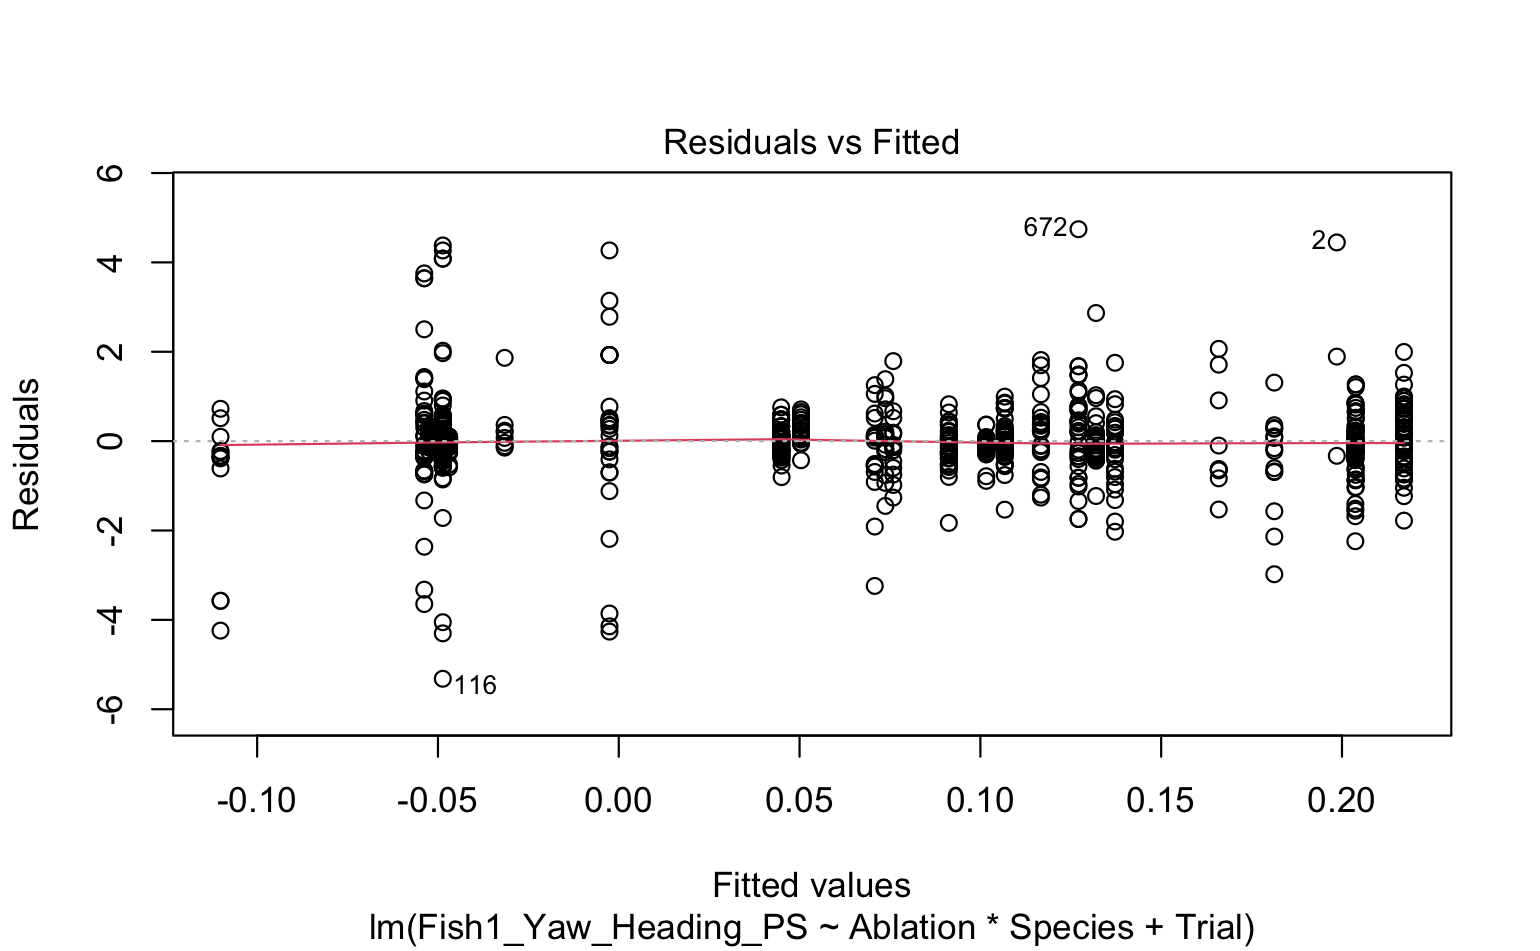 Residuals vs Fitted
6
4
2
0
-2
-4
-6
Residuals
672
2
116
-0.10 -0.05 0.00 0.05 0.10 0.15 0.20
Fitted values
lm(Fish1_Yaw_Heading_PS ~ Ablation * Species + Trial)